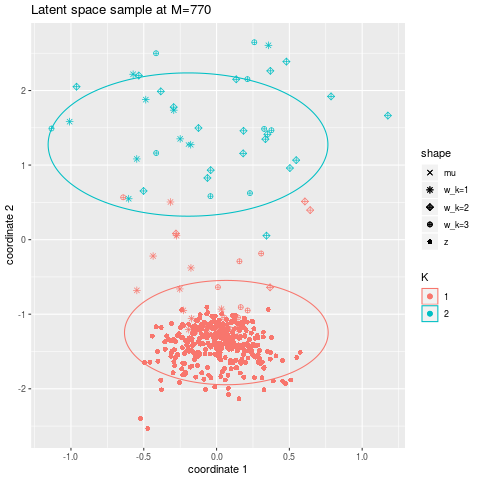 Latent space sample at M=770
coordinate 2
2
1
0
-1
-2
-1.0
-0.5
0.0
0.5
1.0
coordinate 1
shape
mu
w_k=1
w_k=2
w_k=3
z
K
1
2